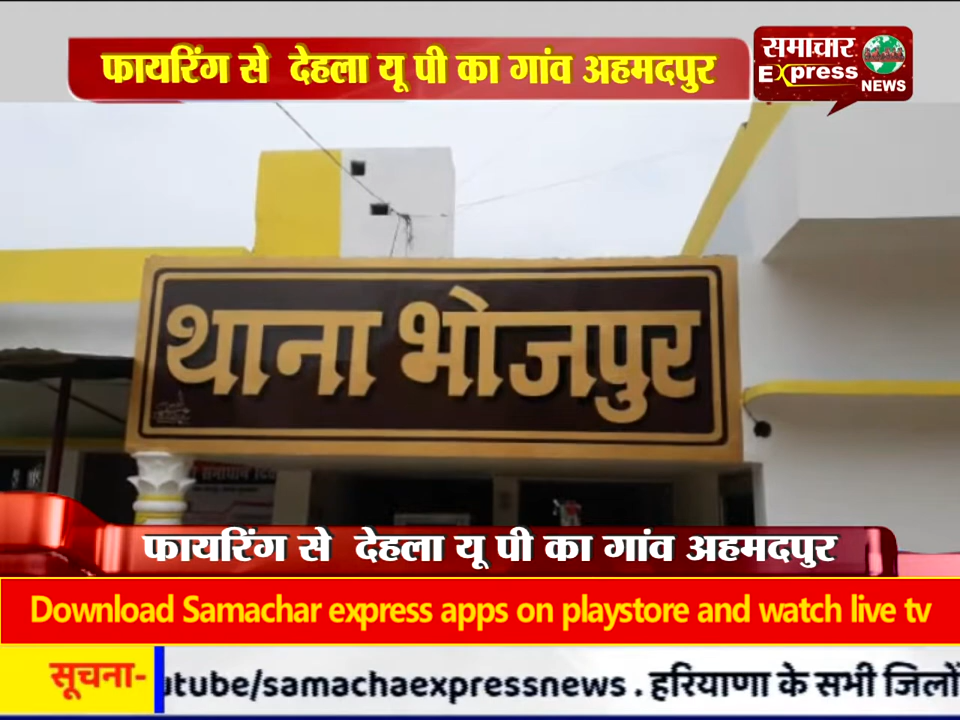 फायरिंग से देहला यू पी का गांव अहमदपुर
समाचार
Express
NEWS
थाना भोजपुर
समाधान दि
फायरिंग से देहला यू पी का गांव अहमदपुर
Download Samachar express apps on playstore and watch live tv
सूचना- utube/samachaexpressnews . हरियाणा के सभी जिलों